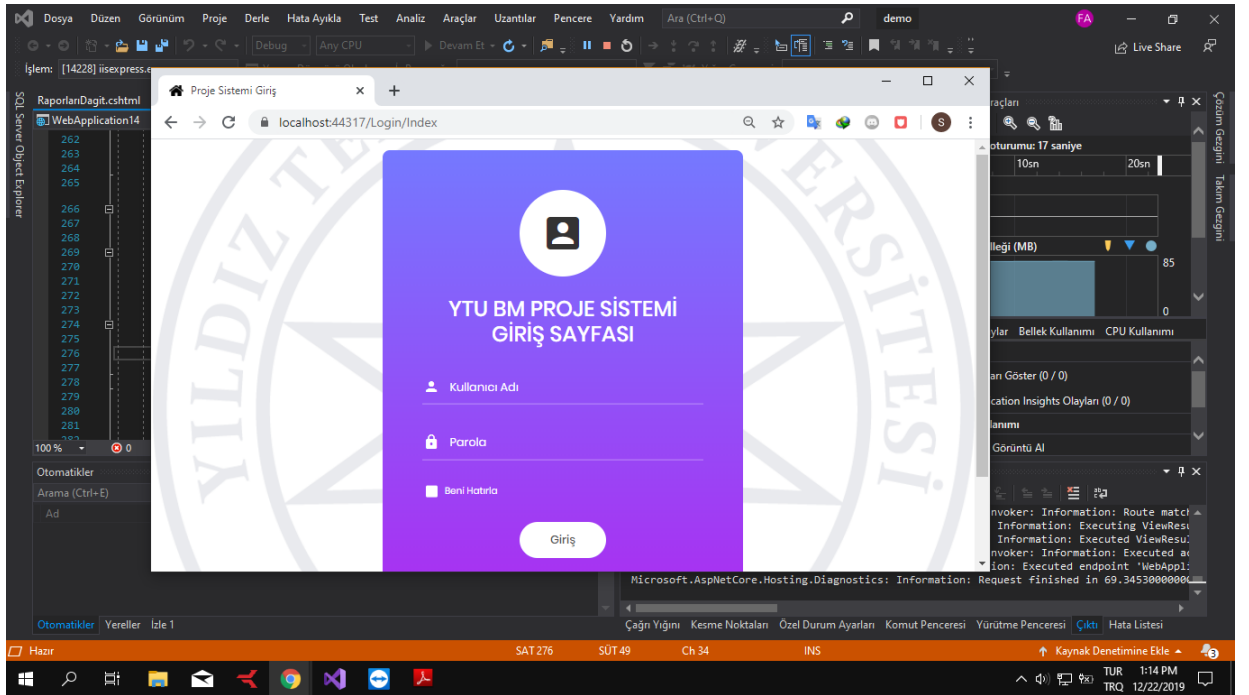 Dosya Düzen Görünüm Proje Derle Hata Ayıkla Test Analiz Araçlar Uzantılar Pencere Yardım Ara (Ctrl+Q) demo FA
Debug Any CPU Devam Et Live Share
İşlem: [14228] iisexpress.e
SQL Server Object Explorer
RaporlarıDagit.cshtml
WebApplication14
262
263
264
265
266
267
268
269
270
271
272
273
274
275
276
277
278
279
280
281
100 % 0
Proje Sistemi Giriş
localhost:44317/Login/Index
S
YILDIZ
YTU BM PROJE SİSTEMİ
GİRİŞ SAYFASI
Kullanıcı Adı
Parola
Beni Hatırla
Giriş
raçları
oturumu: 17 saniye
10sn 20sn
lleği (MB)
85
0
ylar Bellek Kullanımı CPU Kullanımı
arı Göster (0 / 0)
cation Insights Olayları (0 / 0)
lanımı
Görüntü Al
Çözüm Gezgini Takım Gezgini
Otomatikler
Arama (Ctrl+E)
Ad
nvoker: Information: Route match
Information: Executing ViewResu
Information: Executed ViewResul
nvoker: Information: Executed ac
ion: Executed endpoint 'WebAppli
Microsoft.AspNetCore.Hosting.Diagnostics: Information: Request finished in 69.3453000000
Otomatikler Yereller İzle 1
Çağrı Yığını Kesme Noktaları Özel Durum Ayarları Komut Penceresi Yürütme Penceresi Çıktı Hata Listesi
Hazır SAT 276 SÜT 49 Ch 34 INS Kaynak Denetimine Ekle 3
TUR 1:14 PM
TRQ 12/22/2019